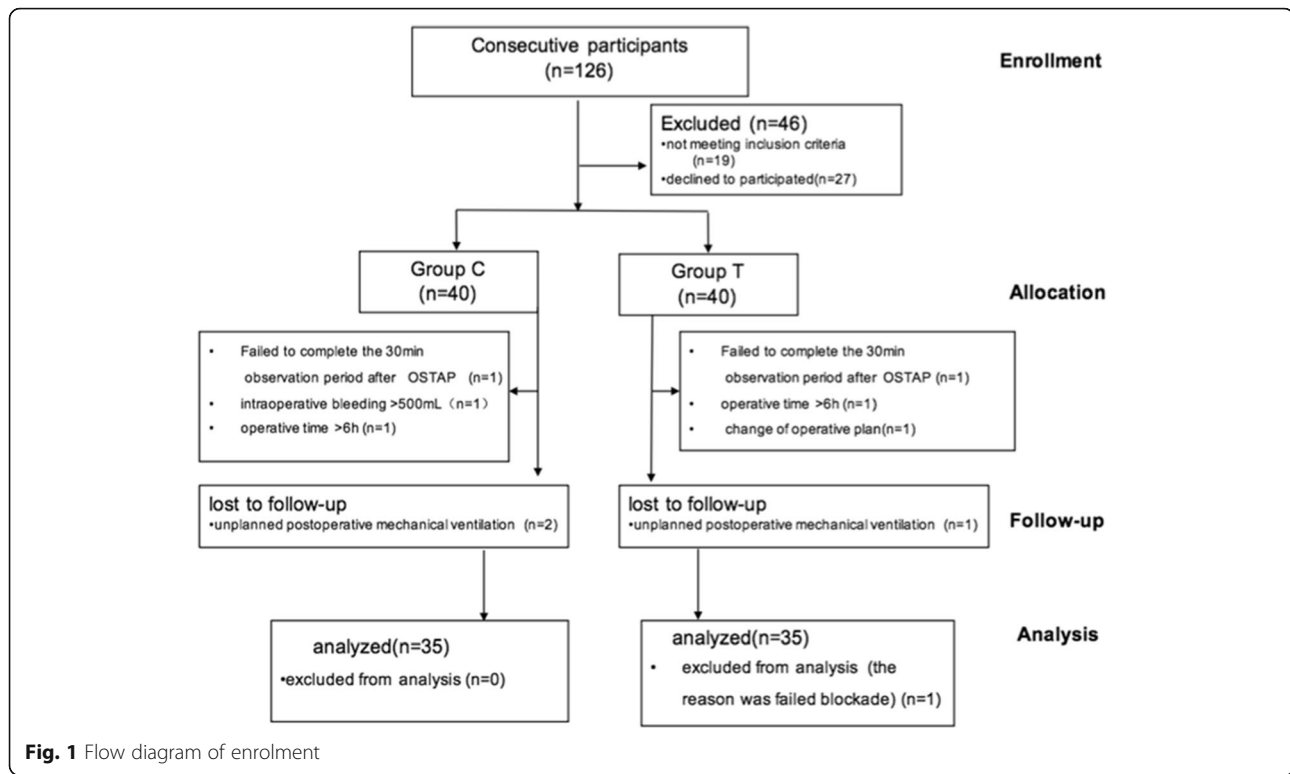 Consecutive participants
(n=126)
Enrollment
Excluded (n=46)
•not meeting inclusion criteria
(n=19)
•declined to participated(n=27)
Group C
(n=40)
Group T
(n=40)
Allocation
• Failed to complete the 30min
observation period after OSTAP (n=1)
• intraoperative bleeding >500mL（n=1）
• operative time >6h (n=1)
• Failed to complete the 30min
observation period after OSTAP (n=1)
• operative time >6h (n=1)
• change of operative plan(n=1)
lost to follow-up
•unplanned postoperative mechanical ventilation (n=2)
lost to follow-up
•unplanned postoperative mechanical ventilation (n=1)
Follow-up
analyzed(n=35)
•excluded from analysis (n=0)
analyzed(n=35)
• excluded from analysis (the
reason was failed blockade) (n=1)
Analysis
Fig. 1 Flow diagram of enrolment